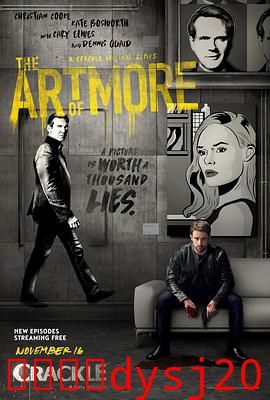 CHRISTIAN COOKE
KATE BOSWORTH
WITH CARY ELWES
AND DENNIS QUAID
A CRACKLE ORIGINAL SERIES
THE
ART OF MORE
A PICTURE
IS WORTH A
THOUSAND
LIES.
NEW EPISODES
STREAMING FREE
NOVEMBER 16
CRACKLE
dysj20